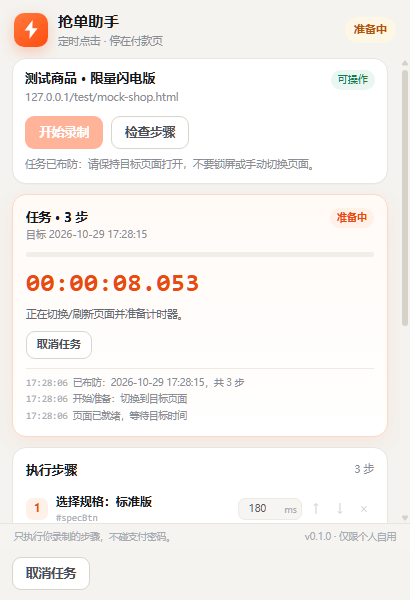 抢单助手
定时点击 · 停在付款页
准备中
测试商品 • 限量闪电版
可操作
127.0.0.1/test/mock-shop.html
开始录制
检查步骤
任务已布防：请保持目标页面打开，不要锁屏或手动切换页面。
任务 • 3 步
准备中
目标 2026-10-29 17:28:15
00:00:08.053
正在切换/刷新页面并准备计时器。
取消任务
17:28:06 已布防：2026-10-29 17:28:15，共 3 步
17:28:06 开始准备：切换到目标页面
17:28:06 页面已就绪，等待目标时间
执行步骤
3 步
1
选择规格：标准版
#specBtn
180 ms
只执行你录制的步骤，不碰支付密码。
v0.1.0 · 仅限个人自用
取消任务